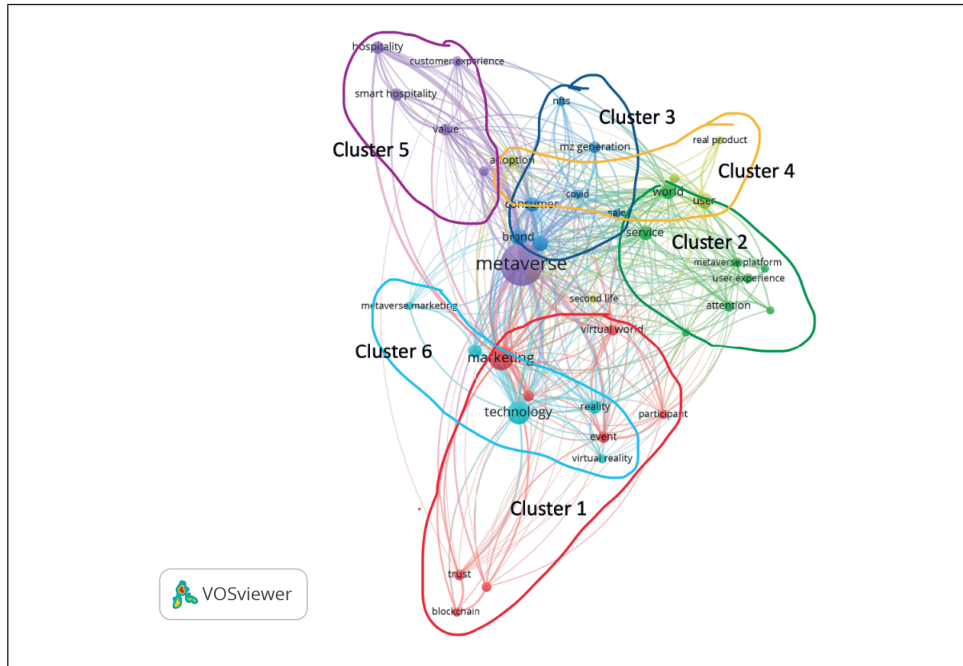 hospitality
customer experience
smart hospitality
nfts
Cluster 3
value
mz generation
real product
Cluster 5
adoption
Cluster 4
covid
world
consumer
user
sale
service
brand
Cluster 2
metaverse
metaverse platform
user experience
second life
metaverse marketing
attention
virtual world
Cluster 6
marketing
technology
reality
participant
event
virtual reality
Cluster 1
trust
VOSviewer
blockchain